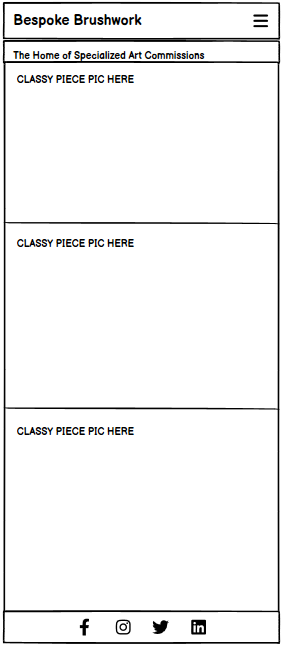 Bespoke Brushwork
The Home of Specialized Art Commissions
CLASSY PIECE PIC HERE
CLASSY PIECE PIC HERE
CLASSY PIECE PIC HERE